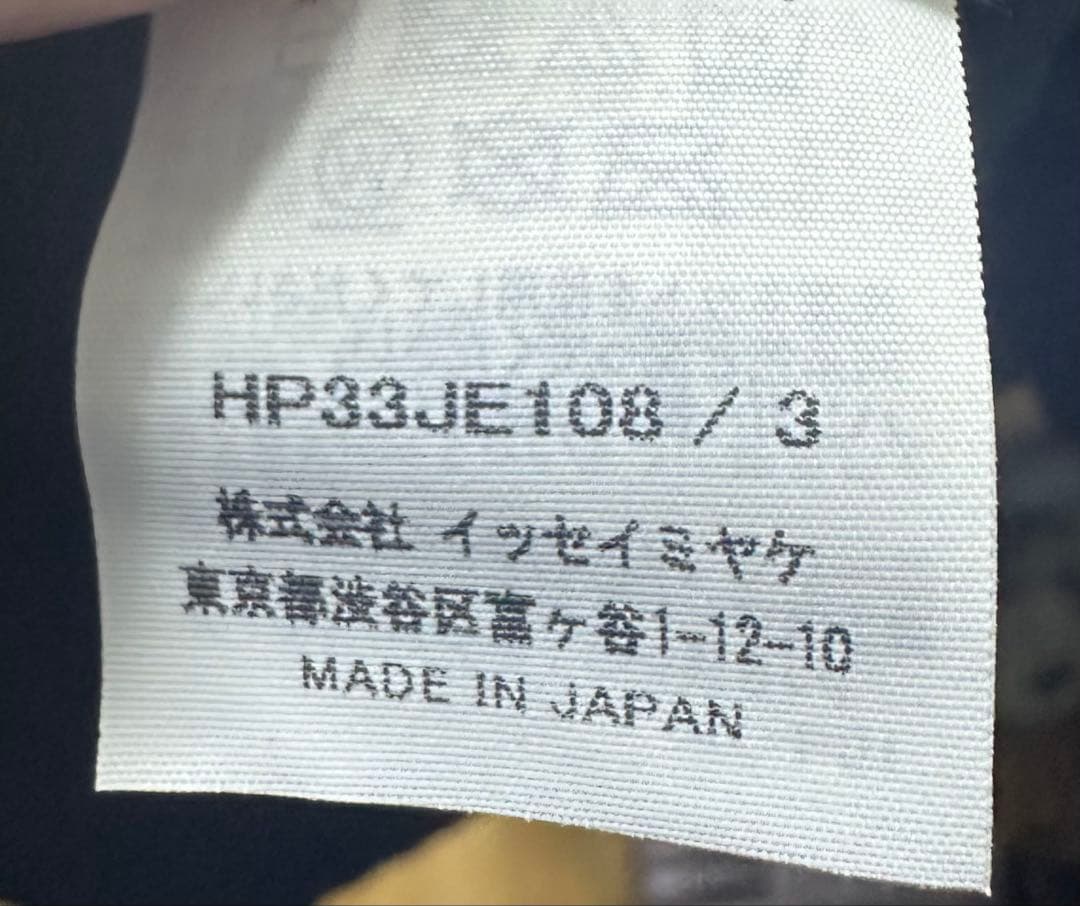 HP33JE108 / 3
株式会社 イッセイミヤケ
東京都渋谷区富ヶ谷1-12-10
MADE IN JAPAN